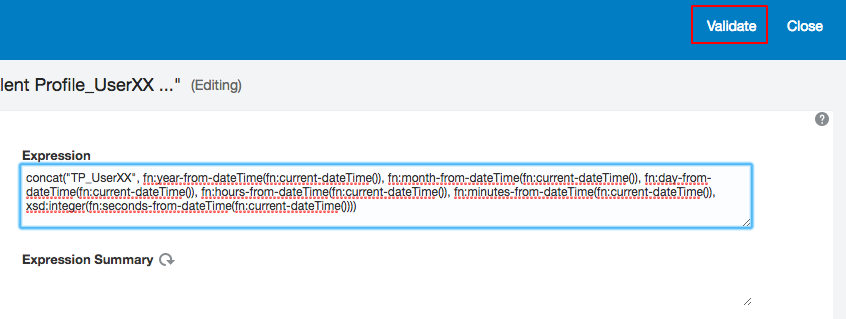 Validate Close
lent Profile_UserXX ..." (Editing)
?
Expression
concat("TP_UserXX", fn:year-from-dateTime(fn:current-dateTime()), fn:month-from-dateTime(fn:current-dateTime()), fn:day-from-
dateTime(fn:current-dateTime()), fn:hours-from-dateTime(fn:current-dateTime()), fn:minutes-from-dateTime(fn:current-dateTime()),
xsd:integer(fn:seconds-from-dateTime(fn:current-dateTime())))
Expression Summary